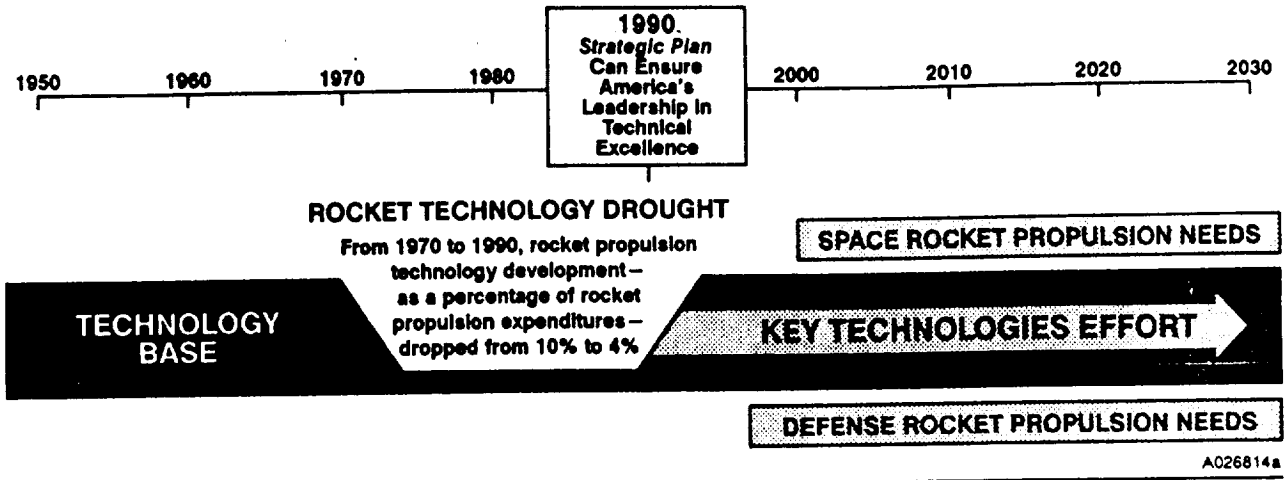 1950 1960 1970 1980 2000 2010 2020 2030
1990.
Strategic Plan
Can Ensure
America's
Leadership in
Technical
Excellence
ROCKET TECHNOLOGY DROUGHT
From 1970 to 1990, rocket propulsion
technology development—
as a percentage of rocket
propulsion expenditures—
dropped from 10% to 4%
SPACE ROCKET PROPULSION NEEDS
TECHNOLOGY
BASE
KEY TECHNOLOGIES EFFORT
DEFENSE ROCKET PROPULSION NEEDS
A026814a